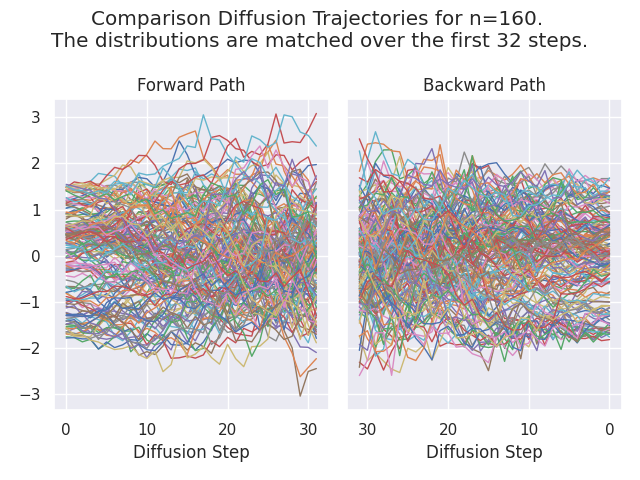 Comparison Diffusion Trajectories for n=160.
The distributions are matched over the first 32 steps.
Forward Path
Backward Path
3
2
1
0
−1
−2
−3
0 10 20 30
30 20 10 0
Diffusion Step
Diffusion Step